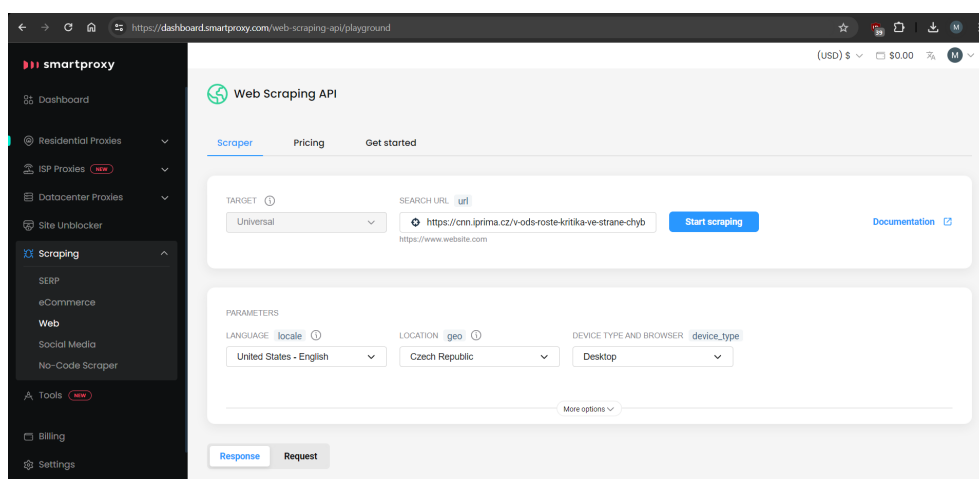 https://dashboard.smartproxy.com/web-scraping-api/playground
39
M
smartproxy
(USD) $
$0.00
M
Dashboard
Web Scraping API
Residential Proxies
Scraper
Pricing
Get started
ISP Proxies NEW
Datacenter Proxies
TARGET
SEARCH URL url
Site Unblocker
Universal
https://cnn.iprima.cz/v-ods-roste-kritika-ve-strane-chyb
Start scraping
Documentation
https://www.website.com
Scraping
SERP
eCommerce
Web
Social Media
No-Code Scraper
PARAMETERS
LANGUAGE locale
LOCATION geo
DEVICE TYPE AND BROWSER device_type
United States - English
Czech Republic
Desktop
Tools NEW
More options
Billing
Settings
Response
Request